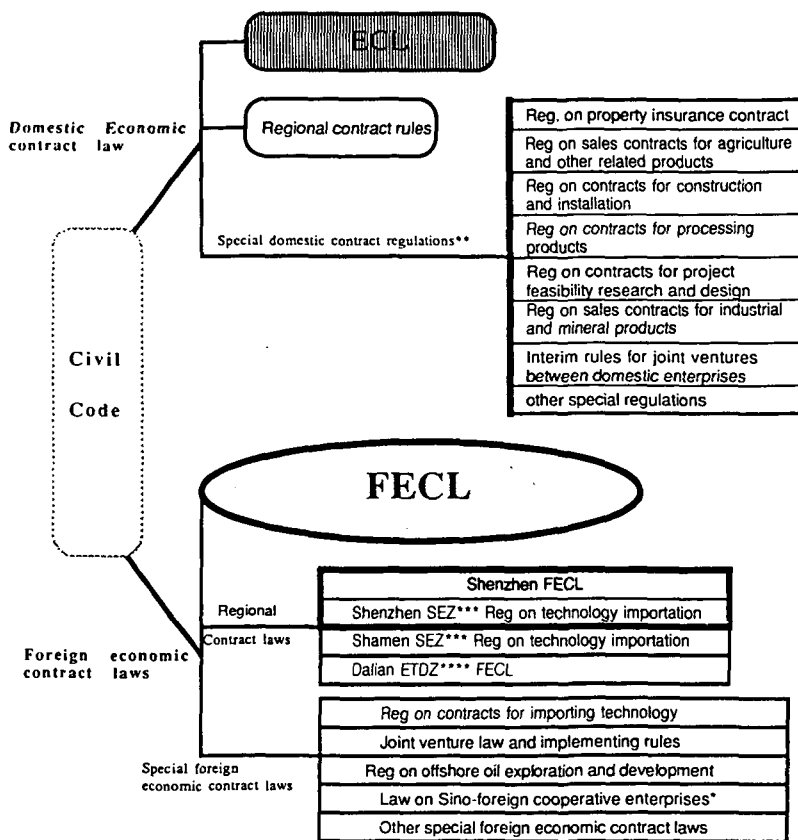 ECL
Domestic Economic
contract law
Regional contract rules
Special domestic contract regulations**
Reg. on property insurance contract
Reg on sales contracts for agriculture
and other related products
Reg on contracts for construction
and installation
Reg on contracts for processing
products
Reg on contracts for project
feasibility research and design
Reg on sales contracts for industrial
and mineral products
Interim rules for joint ventures
between domestic enterprises
other special regulations
Civil
Code
FECL
Foreign economic
contract laws
Regional
Contract laws
Shenzhen FECL
Shenzhen SEZ*** Reg on technology importation
Shamen SEZ*** Reg on technology importation
Dalian ETDZ**** FECL
Special foreign
economic contract laws
Reg on contracts for importing technology
Joint venture law and implementing rules
Reg on offshore oil exploration and development
Law on Sino-foreign cooperative enterprises*
Other special foreign economic contract laws